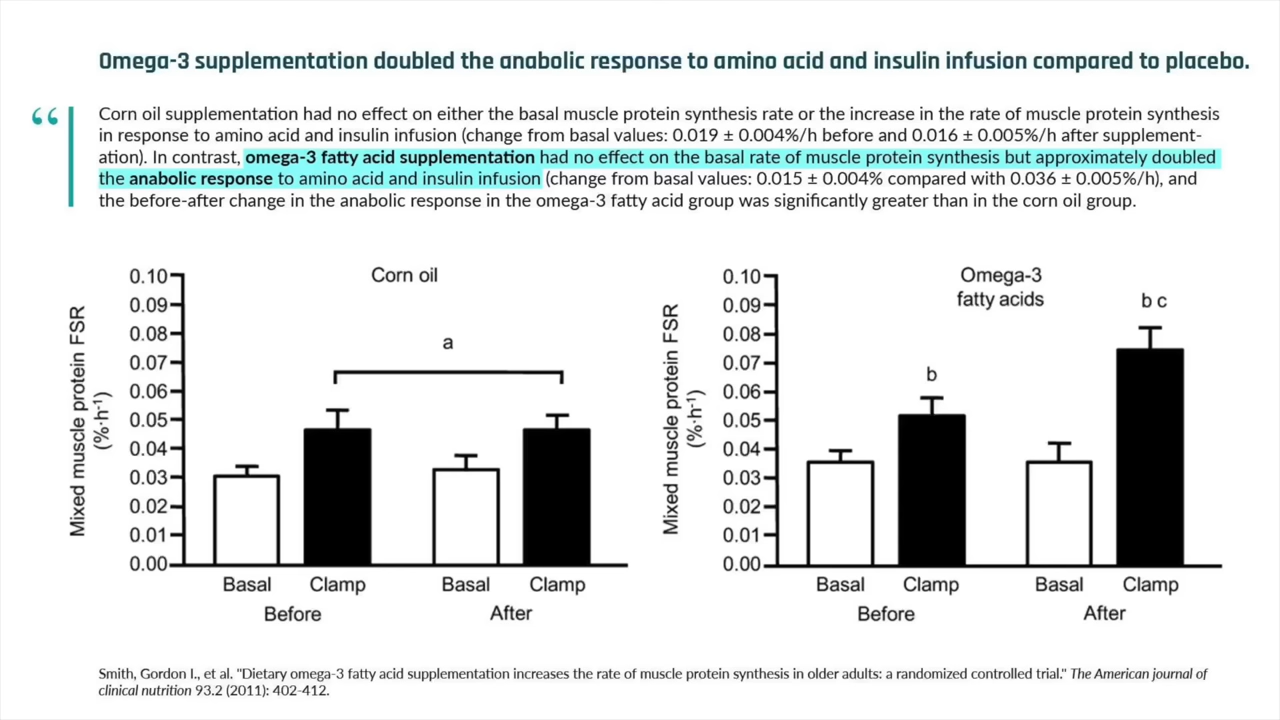 Omega-3 supplementation doubled the anabolic response to amino acid and insulin infusion compared to placebo.
“
Corn oil supplementation had no effect on either the basal muscle protein synthesis rate or the increase in the rate of muscle protein synthesis
in response to amino acid and insulin infusion (change from basal values: 0.019 ± 0.004%/h before and 0.016 ± 0.005%/h after supplement-
ation). In contrast, omega-3 fatty acid supplementation had no effect on the basal rate of muscle protein synthesis but approximately doubled
the anabolic response to amino acid and insulin infusion (change from basal values: 0.015 ± 0.004% compared with 0.036 ± 0.005%/h), and
the before-after change in the anabolic response in the omega-3 fatty acid group was significantly greater than in the corn oil group.
Corn oil
Mixed muscle protein FSR
(%·h⁻¹)
0.10
0.09
0.08
0.07
0.06
0.05
0.04
0.03
0.02
0.01
0.00
a
Basal Clamp Basal Clamp
Before After
Omega-3
fatty acids
Mixed muscle protein FSR
(%·h⁻¹)
0.10
0.09
0.08
0.07
0.06
0.05
0.04
0.03
0.02
0.01
0.00
b
b c
Basal Clamp Basal Clamp
Before After
Smith, Gordon I., et al. "Dietary omega-3 fatty acid supplementation increases the rate of muscle protein synthesis in older adults: a randomized controlled trial." The American journal of
clinical nutrition 93.2 (2011): 402-412.